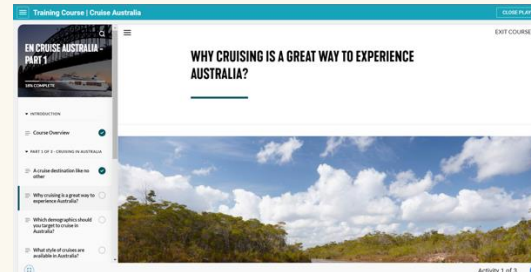 Training Course | Cruise Australia
CLOSE PLAY
EN CRUISE AUSTRALIA -
PART 1
EXIT COURSE
WHY CRUISING IS A GREAT WAY TO EXPERIENCE
AUSTRALIA?
INTRODUCTION
Course Overview
PART 1 OF 3 - CRUISING IN AUSTRALIA
A cruise destination like no
other
Why cruising is a great way to
experience Australia?
Which demographics should
you target to cruise in
Australia?
What style of cruises are
available in Australia?
Activity 1 of 3